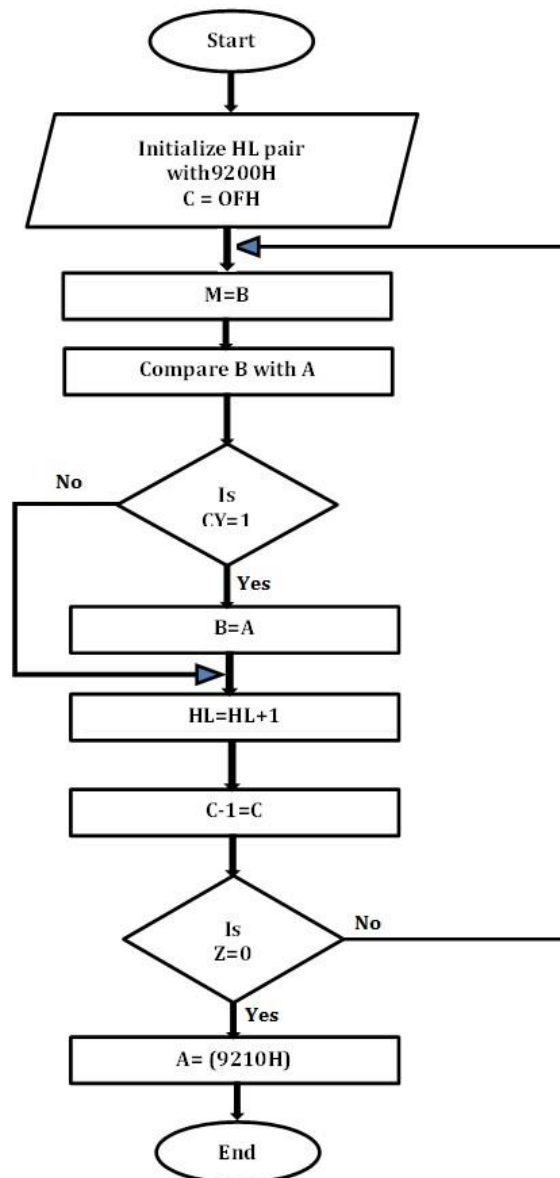 Start
Initialize HL pair
with9200H
C = OFH
M=B
Compare B with A
No
Is
CY=1
Yes
B=A
HL=HL+1
C-1=C
Is
Z=0
No
Yes
A= (9210H)
End